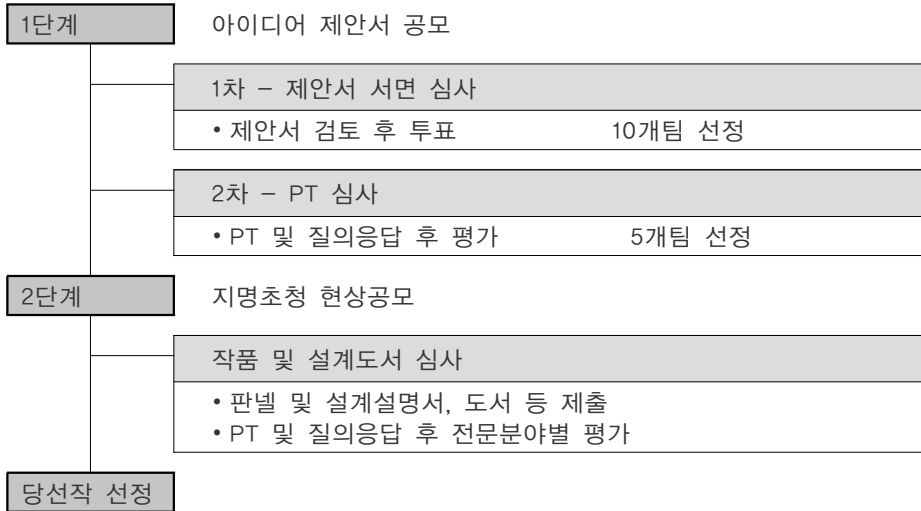 1단계 아이디어 제안서 공모
1차 – 제안서 서면 심사
• 제안서 검토 후 투표 10개팀 선정
2차 – PT 심사
• PT 및 질의응답 후 평가 5개팀 선정
2단계 지명초청 현상공모
작품 및 설계도서 심사
• 판넬 및 설계설명서, 도서 등 제출
• PT 및 질의응답 후 전문분야별 평가
당선작 선정